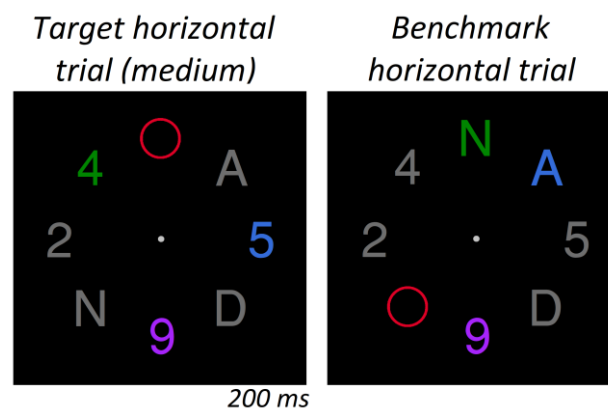 Target horizontal
trial (medium)
Benchmark
horizontal trial
4 A
2 5
N D
9
N
4 A
2 5
D
9
200 ms